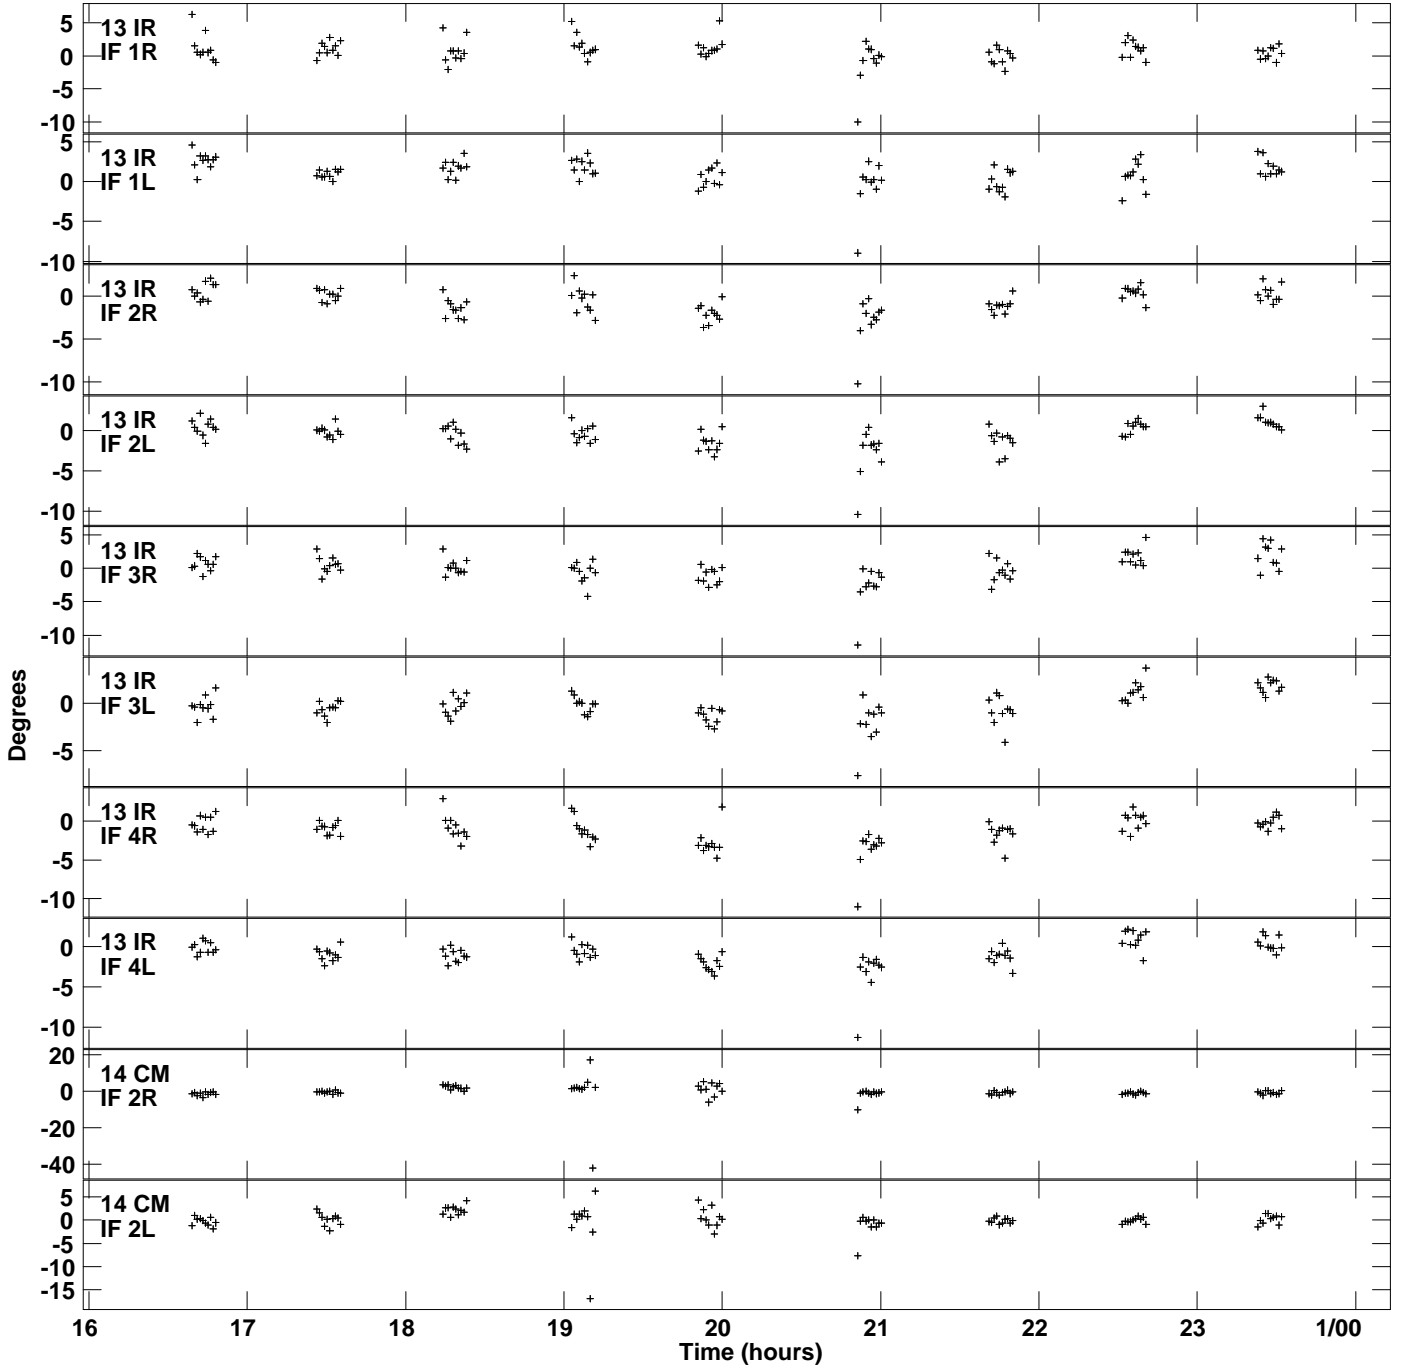 13 IR
IF 1R
5
0
-5
-10
13 IR
IF 1L
5
0
-5
-10
13 IR
IF 2R
0
-5
-10
13 IR
IF 2L
0
-5
-10
13 IR
IF 3R
5
0
-5
-10
13 IR
IF 3L
0
-5
13 IR
IF 4R
0
-5
-10
13 IR
IF 4L
0
-5
-10
14 CM
IF 2R
20
0
-20
-40
14 CM
IF 2L
5
0
-5
-10
-15
Degrees
16 17 18 19 20 21 22 23 1/00
Time (hours)